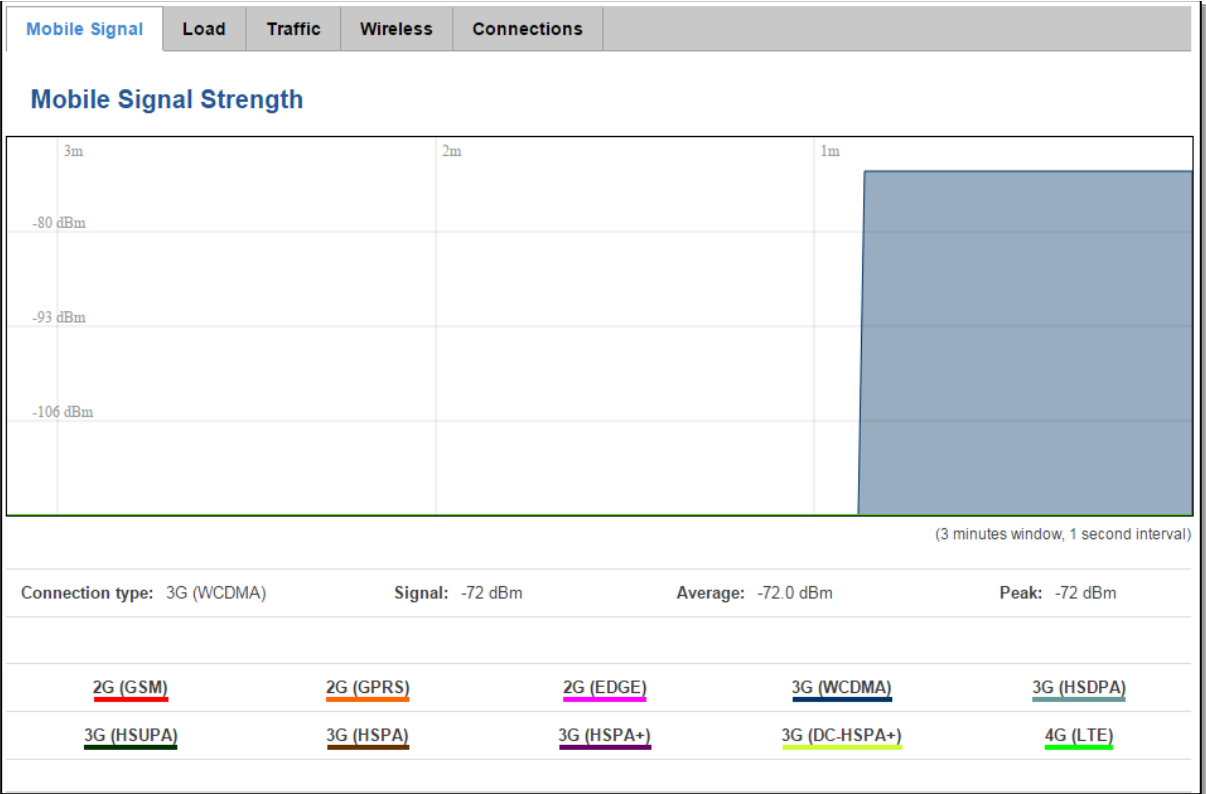 Mobile Signal Load Traffic Wireless Connections
Mobile Signal Strength
3m 2m 1m
-80 dBm
-93 dBm
-106 dBm
(3 minutes window, 1 second interval)
Connection type: 3G (WCDMA) Signal: -72 dBm Average: -72.0 dBm Peak: -72 dBm
2G (GSM) 2G (GPRS) 2G (EDGE) 3G (WCDMA) 3G (HSDPA)
3G (HSUPA) 3G (HSPA) 3G (HSPA+) 3G (DC-HSPA+) 4G (LTE)